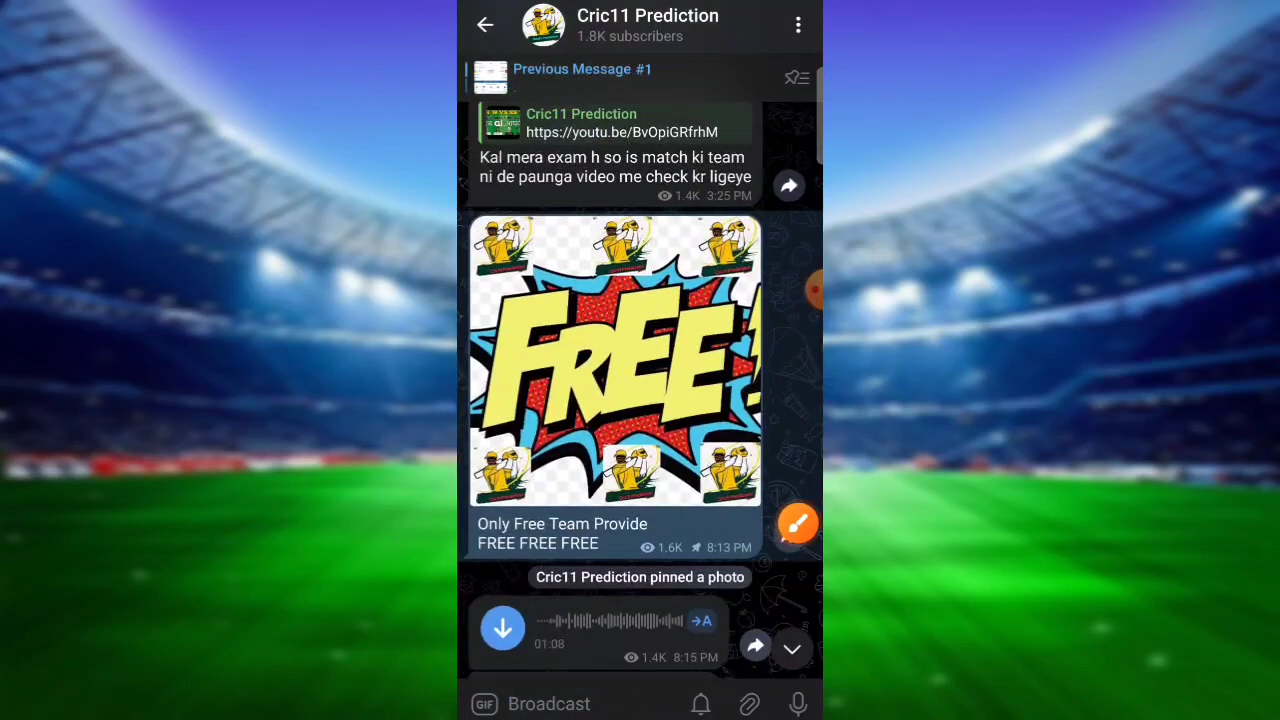 Cric11 Prediction
1.8K subscribers
Previous Message #1
Cric11 Prediction
https://youtu.be/BvOpiGRfrhM
Kal mera exam h so is match ki team
ni de paunga video me check kr ligeye
1.4K 3:25 PM
FREE
Only Free Team Provide
FREE FREE FREE
1.6K 8:13 PM
Cric11 Prediction pinned a photo
→A
01:08
1.4K 8:15 PM
GIF Broadcast